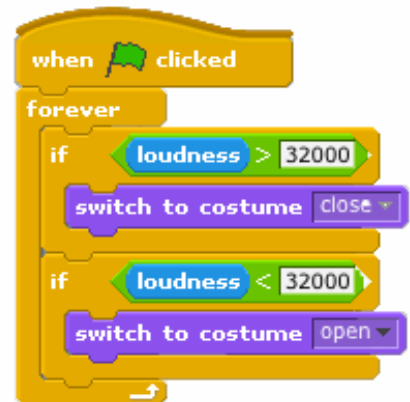 when clicked
forever
if loudness > 32000
switch to costume close
if loudness < 32000
switch to costume open